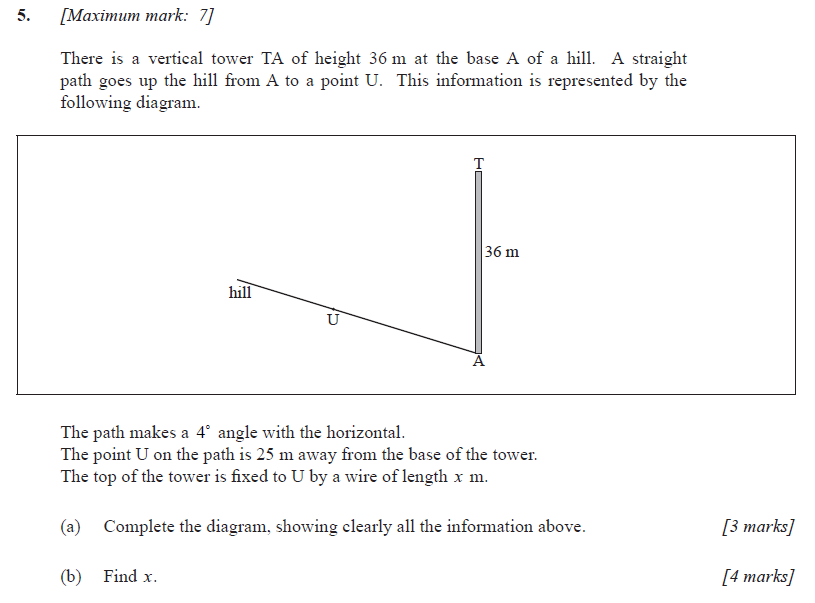 5. [Maximum mark: 7]
There is a vertical tower TA of height 36 m at the base A of a hill. A straight
path goes up the hill from A to a point U. This information is represented by the
following diagram.
T
36 m
hill
U
A
The path makes a 4° angle with the horizontal.
The point U on the path is 25 m away from the base of the tower.
The top of the tower is fixed to U by a wire of length x m.
(a) Complete the diagram, showing clearly all the information above. [3 marks]
(b) Find x. [4 marks]